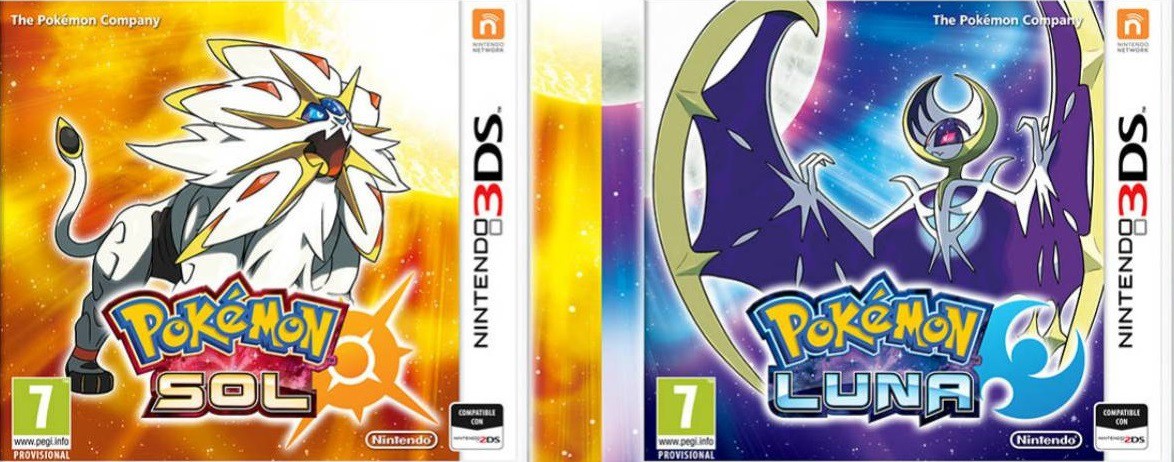 The Pokémon Company
NINTENDO
NETWORK
NINTENDO 3DS
POKÉMON
SOL
7
www.pegi.info
PROVISIONAL
Nintendo
COMPATIBLE
CON
NINTENDO 2DS
The Pokémon Company
NINTENDO
NETWORK
NINTENDO 3DS
POKÉMON
LUNA
7
www.pegi.info
PROVISIONAL
Nintendo
COMPATIBLE
CON
NINTENDO 2DS